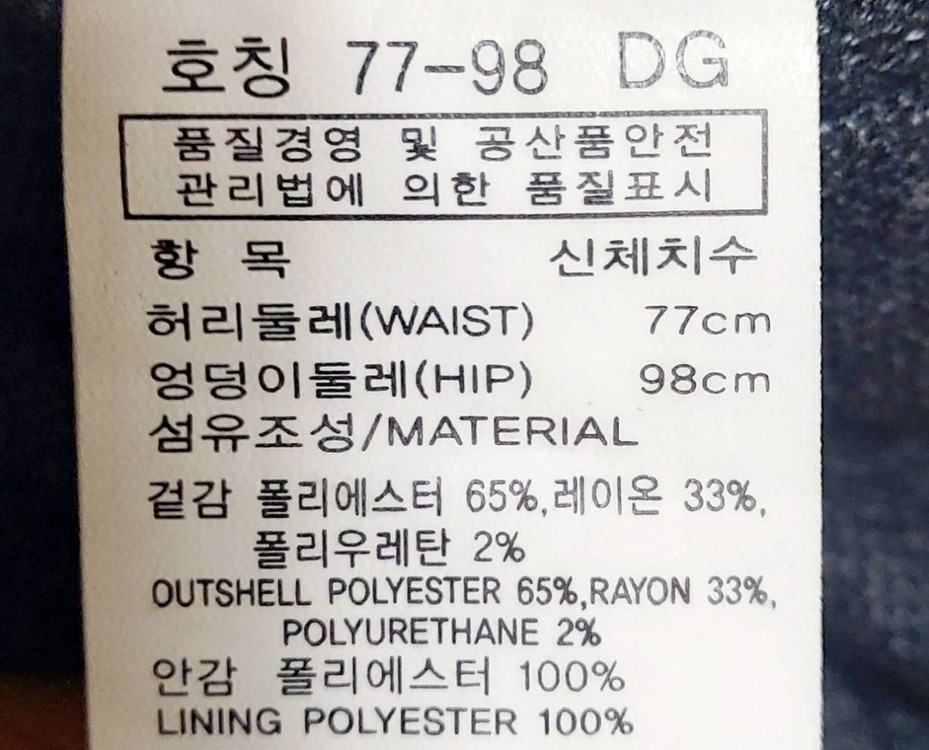 호칭 77-98 DG
품질경영 및 공산품안전
관리법에 의한 품질표시
항 목 신체치수
허리둘레(WAIST) 77cm
엉덩이둘레(HIP) 98cm
섬유조성/MATERIAL
겉감 폴리에스터 65%,레이온 33%,
폴리우레탄 2%
OUTSHELL POLYESTER 65%,RAYON 33%,
POLYURETHANE 2%
안감 폴리에스터 100%
LINING POLYESTER 100%